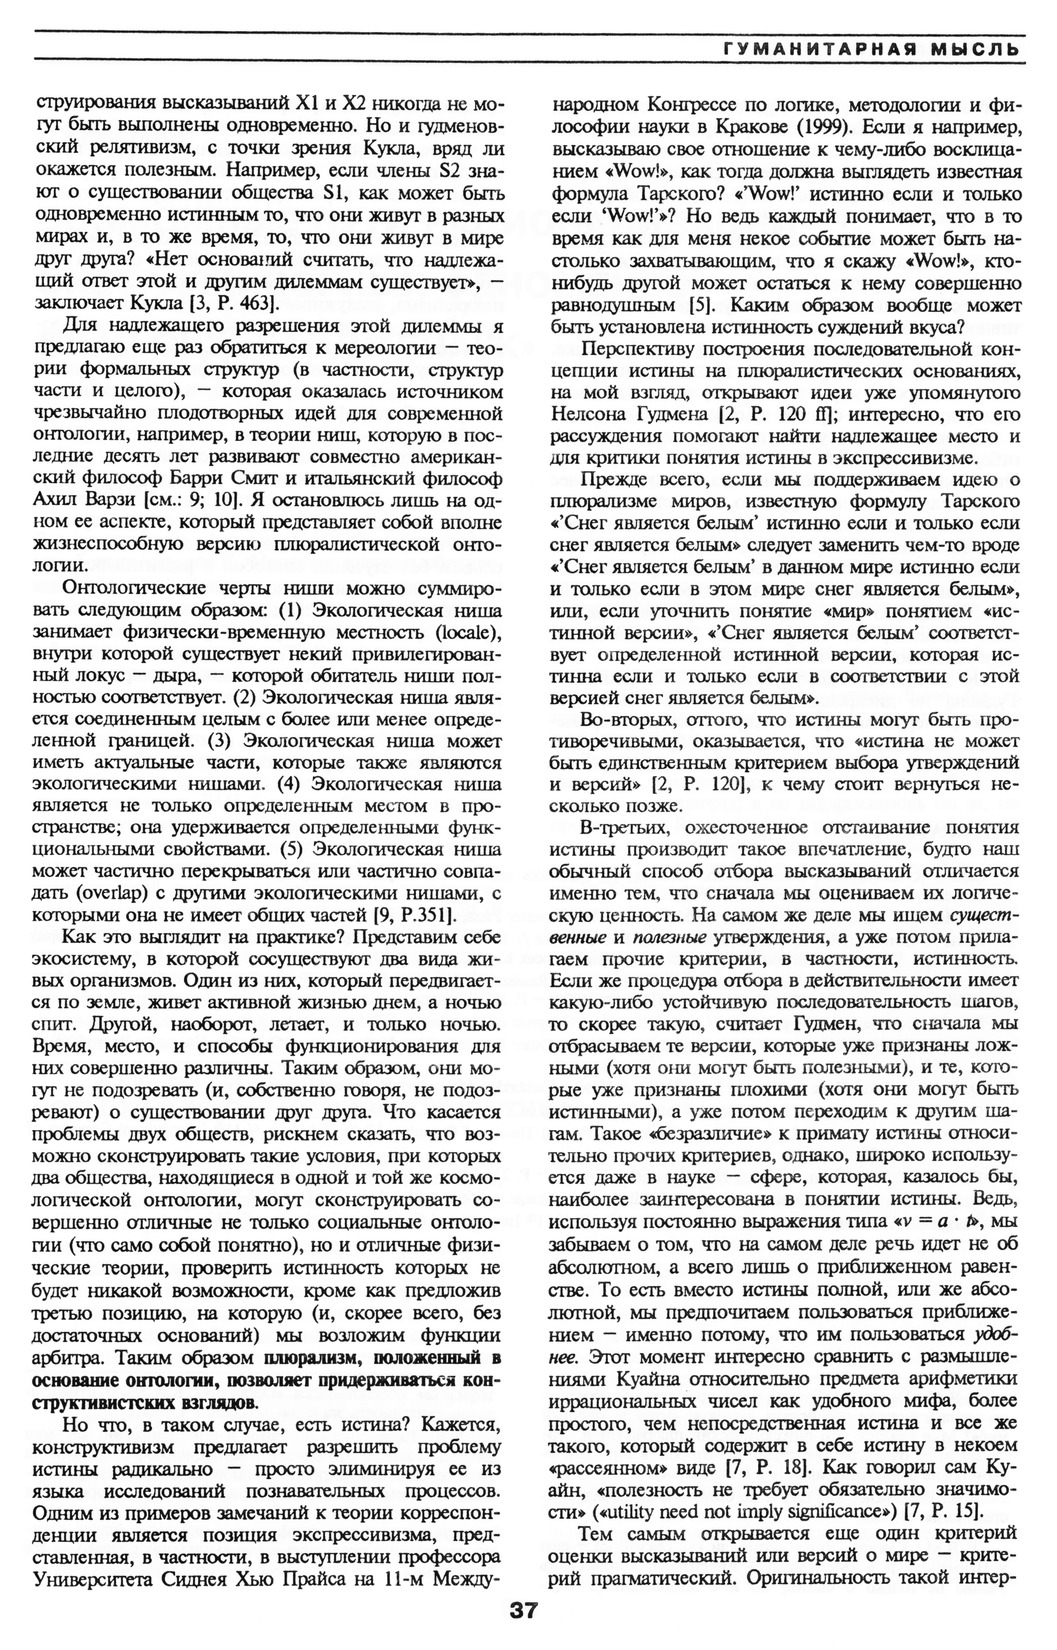 ГУМАНИТАРНАЯ МЫСЛЬ
струирования высказываний X1 и X2 никогда не мо-
гут быть выполнены одновременно. Но и гудменов-
ский релятивизм, с точки зрения Кукла, вряд ли
окажется полезным. Например, если члены S2 зна-
ют о существовании общества S1, как может быть
одновременно истинным то, что они живут в разных
мирах и, в то же время, то, что они живут в мире
друг друга? «Нет оснований считать, что надлежа-
щий ответ этой и другим дилеммам существует», —
заключает Кукла [3, P. 463].
Для надлежащего разрешения этой дилеммы я
предлагаю еще раз обратиться к мереологии — тео-
рии формальных структур (в частности, структур
части и целого), — которая оказалась источником
чрезвычайно плодотворных идей для современной
онтологии, например, в теории ниш, которую в пос-
ледние десять лет развивают совместно американ-
ский философ Барри Смит и итальянский философ
Ахил Варзи [см.: 9; 10]. Я остановлюсь лишь на од-
ном ее аспекте, который представляет собой вполне
жизнеспособную версию плюралистической онто-
логии.
Онтологические черты ниши можно суммиро-
вать следующим образом: (1) Экологическая ниша
занимает физически-временную местность (locale),
внутри которой существует некий привилегирован-
ный локус — дыра, — которой обитатель ниши пол-
ностью соответствует. (2) Экологическая ниша явля-
ется соединенным целым с более или менее опреде-
ленной границей. (3) Экологическая ниша может
иметь актуальные части, которые также являются
экологическими нишами. (4) Экологическая ниша
является не только определенным местом в про-
странстве; она удерживается определенными функ-
циональными свойствами. (5) Экологическая ниша
может частично перекрываться или частично совпа-
дать (overlap) с другими экологическими нишами, с
которыми она не имеет общих частей [9, P.351].
Как это выглядит на практике? Представим себе
экосистему, в которой сосуществуют два вида жи-
вых организмов. Один из них, который передвигает-
ся по земле, живет активной жизнью днем, а ночью
спит. Другой, наоборот, летает, и только ночью.
Время, место, и способы функционирования для
них совершенно различны. Таким образом, они мо-
гут не подозревать (и, собственно говоря, не подоз-
ревают) о существовании друг друга. Что касается
проблемы двух обществ, рискнем сказать, что воз-
можно сконструировать такие условия, при которых
два общества, находящиеся в одной и той же космо-
логической онтологии, могут сконструировать со-
вершенно отличные не только социальные онтоло-
гии (что само собой понятно), но и отличные физи-
ческие теории, проверить истинность которых не
будет никакой возможности, кроме как предложив
третью позицию, на которую (и, скорее всего, без
достаточных оснований) мы возложим функции
арбитра. Таким образом плюрализм, положенный в
основание онтологии, позволяет придерживаться кон-
структивистских взглядов.
Но что, в таком случае, есть истина? Кажется,
конструктивизм предлагает разрешить проблему
истины радикально — просто элиминируя ее из
языка исследований познавательных процессов.
Одним из примеров замечаний к теории корреспон-
денции является позиция экспрессивизма, пред-
ставленная, в частности, в выступлении профессора
Университета Сиднея Хью Прайса на 11-м Между-
народном Конгрессе по логике, методологии и фи-
лософии науки в Кракове (1999). Если я например,
высказываю свое отношение к чему-либо восклица-
нием «Wow!», как тогда должна выглядеть известная
формула Тарского? «’Wow!’ истинно если и только
если ‘Wow!’»? Но ведь каждый понимает, что в то
время как для меня некое событие может быть на-
столько захватывающим, что я скажу «Wow!», кто-
нибудь другой может остаться к нему совершенно
равнодушным [5]. Каким образом вообще может
быть установлена истинность суждений вкуса?
Перспективу построения последовательной кон-
цепции истины на плюралистических основаниях,
на мой взгляд, открывают идеи уже упомянутого
Нелсона Гудмена [2, P. 120 ff]; интересно, что его
рассуждения помогают найти надлежащее место и
для критики понятия истины в экспрессивизме.
Прежде всего, если мы поддерживаем идею о
плюрализме миров, известную формулу Тарского
«’Снег является белым’ истинно если и только если
снег является белым» следует заменить чем-то вроде
«’Снег является белым’ в данном мире истинно если
и только если в этом мире снег является белым»,
или, если уточнить понятие «мир» понятием «ис-
тинной версии», «’Снег является белым’ соответст-
вует определенной истинной версии, которая ис-
тинна если и только если в соответствии с этой
версией снег является белым».
Во-вторых, оттого, что истины могут быть про-
тиворечивыми, оказывается, что «истина не может
быть единственным критерием выбора утверждений
и версий» [2, P. 120], к чему стоит вернуться не-
сколько позже.
В-третьих, ожесточенное отстаивание понятия
истины производит такое впечатление, будто наш
обычный способ отбора высказываний отличается
именно тем, что сначала мы оцениваем их логиче-
скую ценность. На самом же деле мы ищем сущест-
венные и полезные утверждения, а уже потом прила-
гаем прочие критерии, в частности, истинность.
Если же процедура отбора в действительности имеет
какую-либо устойчивую последовательность шагов,
то скорее такую, считает Гудмен, что сначала мы
отбрасываем те версии, которые уже признаны лож-
ными (хотя они могут быть полезными), и те, кото-
рые уже признаны плохими (хотя они могут быть
истинными), а уже потом переходим к другим ша-
гам. Такое «безразличие» к примату истины относи-
тельно прочих критериев, однако, широко использу-
ется даже в науке — сфере, которая, казалось бы,
наиболее заинтересована в понятии истины. Ведь,
используя постоянно выражения типа «v = a · t», мы
забываем о том, что на самом деле речь идет не об
абсолютном, а всего лишь о приближенном равен-
стве. То есть вместо истины полной, или же абсо-
лютной, мы предпочитаем пользоваться приближе-
нием — именно потому, что им пользоваться удоб-
нее. Этот момент интересно сравнить с размышле-
ниями Куайна относительно предмета арифметики
иррациональных чисел как удобного мифа, более
простого, чем непосредственная истина и все же
такого, который содержит в себе истину в некоем
«рассеянном» виде [7, P. 18]. Как говорил сам Ку-
айн, «полезность не требует обязательно значимо-
сти» («utility need not imply significance») [7, P. 15].
Тем самым открывается еще один критерий
оценки высказываний или версий о мире — крите-
рий прагматический. Оригинальность такой интер-
37